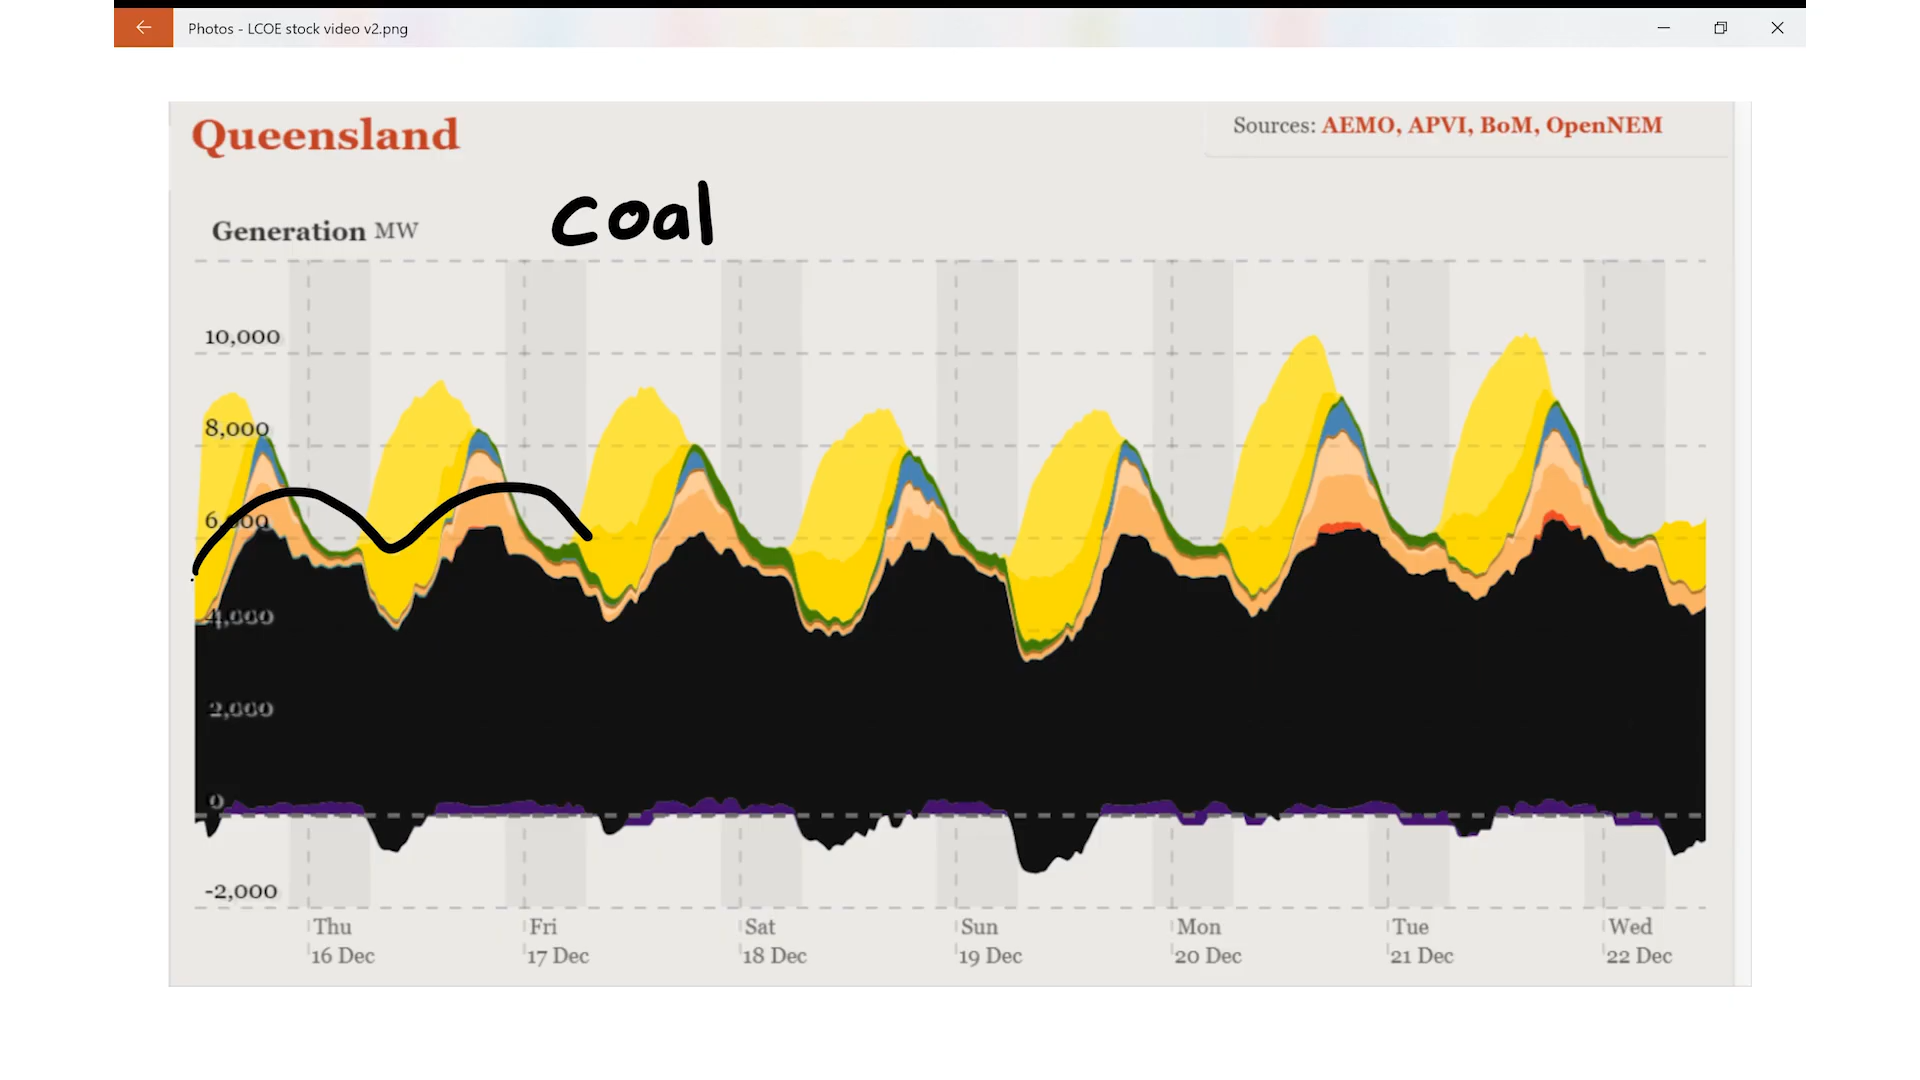 Photos - LCOE stock video v2.png
Queensland
Sources: AEMO, APVI, BoM, OpenNEM
coal
Generation MW
10,000
8,000
6,000
4,000
2,000
0
-2,000
Thu Fri Sat Sun Mon Tue Wed
16 Dec 17 Dec 18 Dec 19 Dec 20 Dec 21 Dec 22 Dec